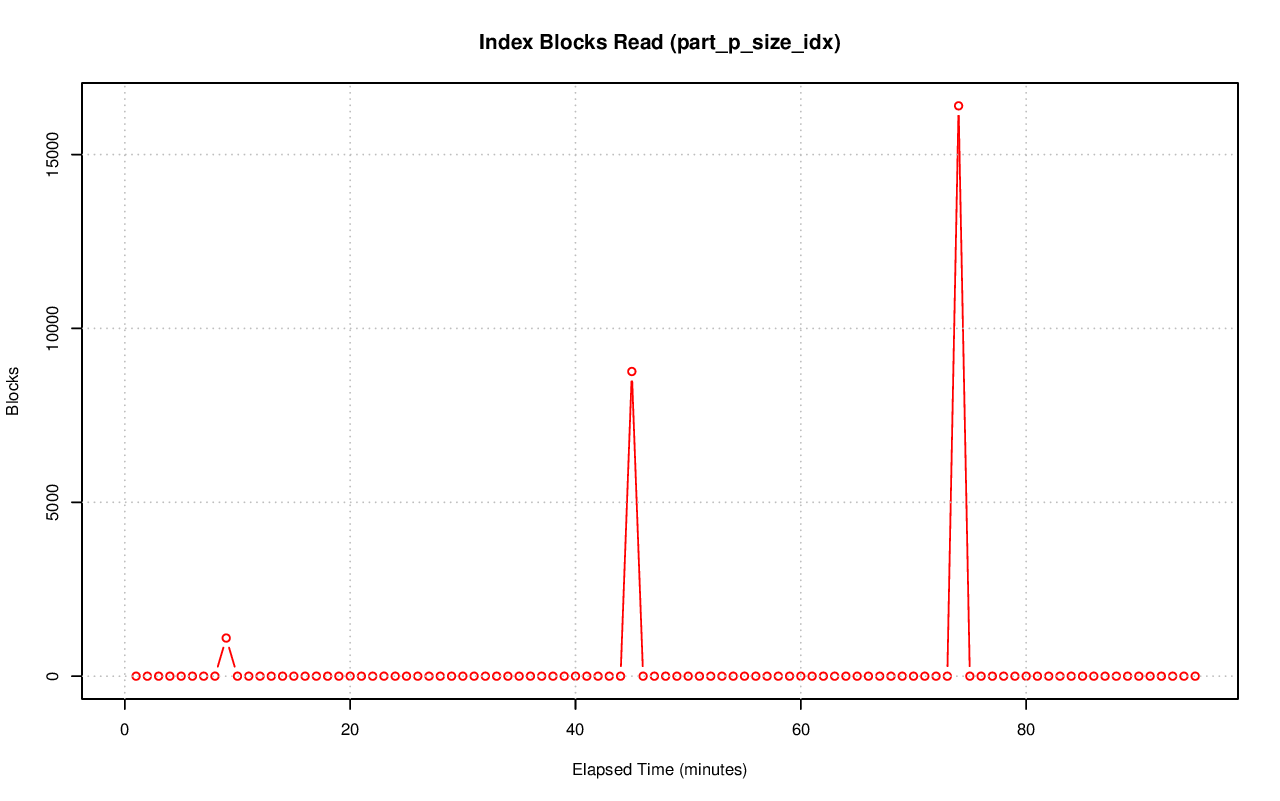 Index Blocks Read (part_p_size_idx)
15000
10000
5000
0
Blocks
0 20 40 60 80
Elapsed Time (minutes)